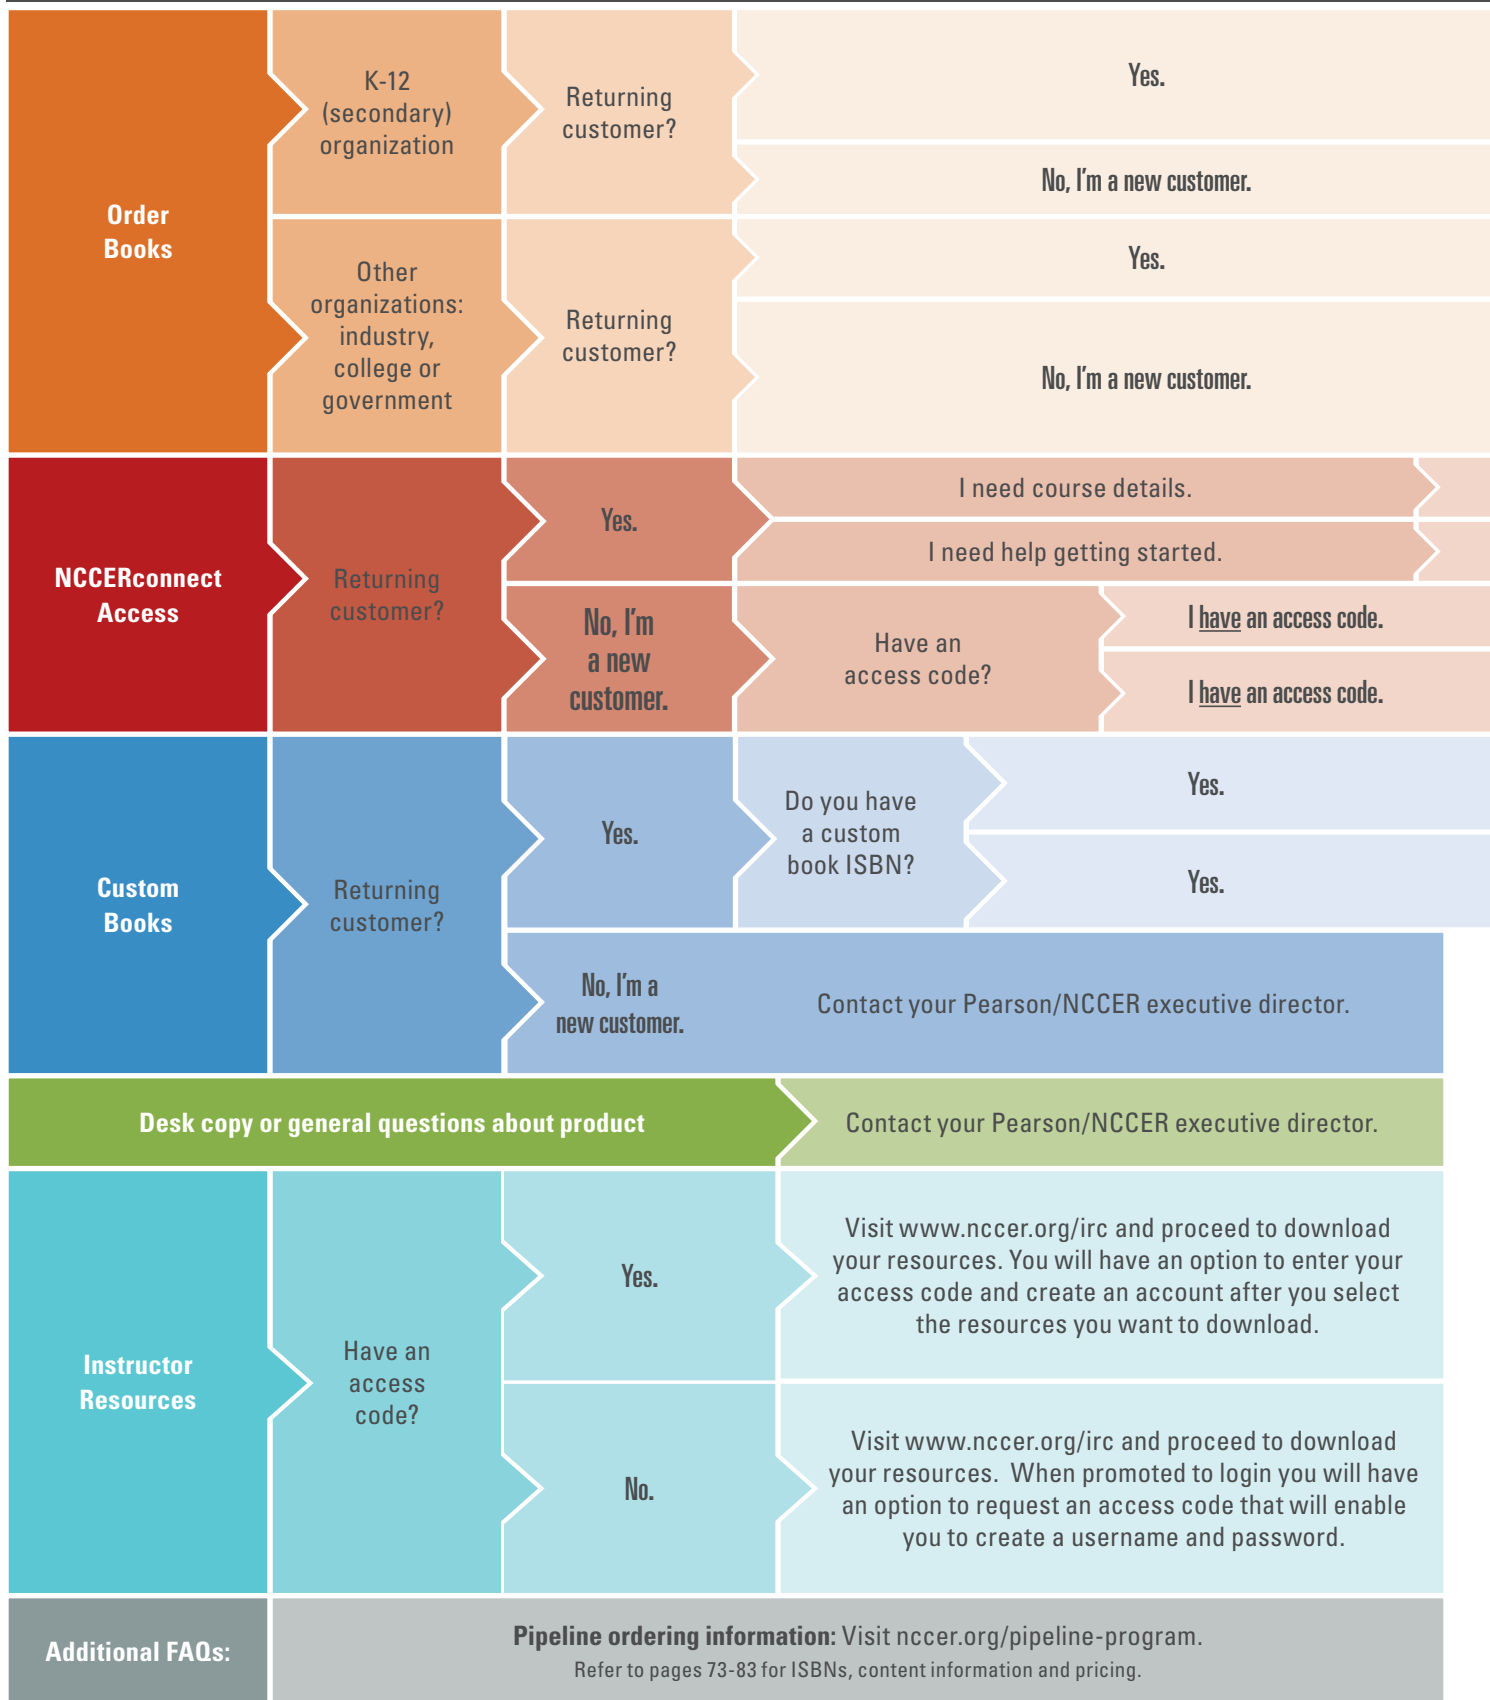 Order
Books
K-12
(secondary)
organization
Returning
customer?
Yes.
No, I'm a new customer.
Other
organizations:
industry,
college or
government
Returning
customer?
Yes.
No, I'm a new customer.
NCCERconnect
Access
Returning
customer?
Yes.
I need course details.
I need help getting started.
No, I'm
a new
customer.
Have an
access code?
I have an access code.
I have an access code.
Custom
Books
Returning
customer?
Yes.
Do you have
a custom
book ISBN?
Yes.
Yes.
No, I'm a
new customer.
Contact your Pearson/NCCER executive director.
Desk copy or general questions about product
Contact your Pearson/NCCER executive director.
Instructor
Resources
Have an
access
code?
Yes.
Visit www.nccer.org/irc and proceed to download
your resources. You will have an option to enter your
access code and create an account after you select
the resources you want to download.
No.
Visit www.nccer.org/irc and proceed to download
your resources.  When promoted to login you will have
an option to request an access code that will enable
you to create a username and password.
Additional FAQs:
Pipeline ordering information: Visit nccer.org/pipeline-program.
Refer to pages 73-83 for ISBNs, content information and pricing.